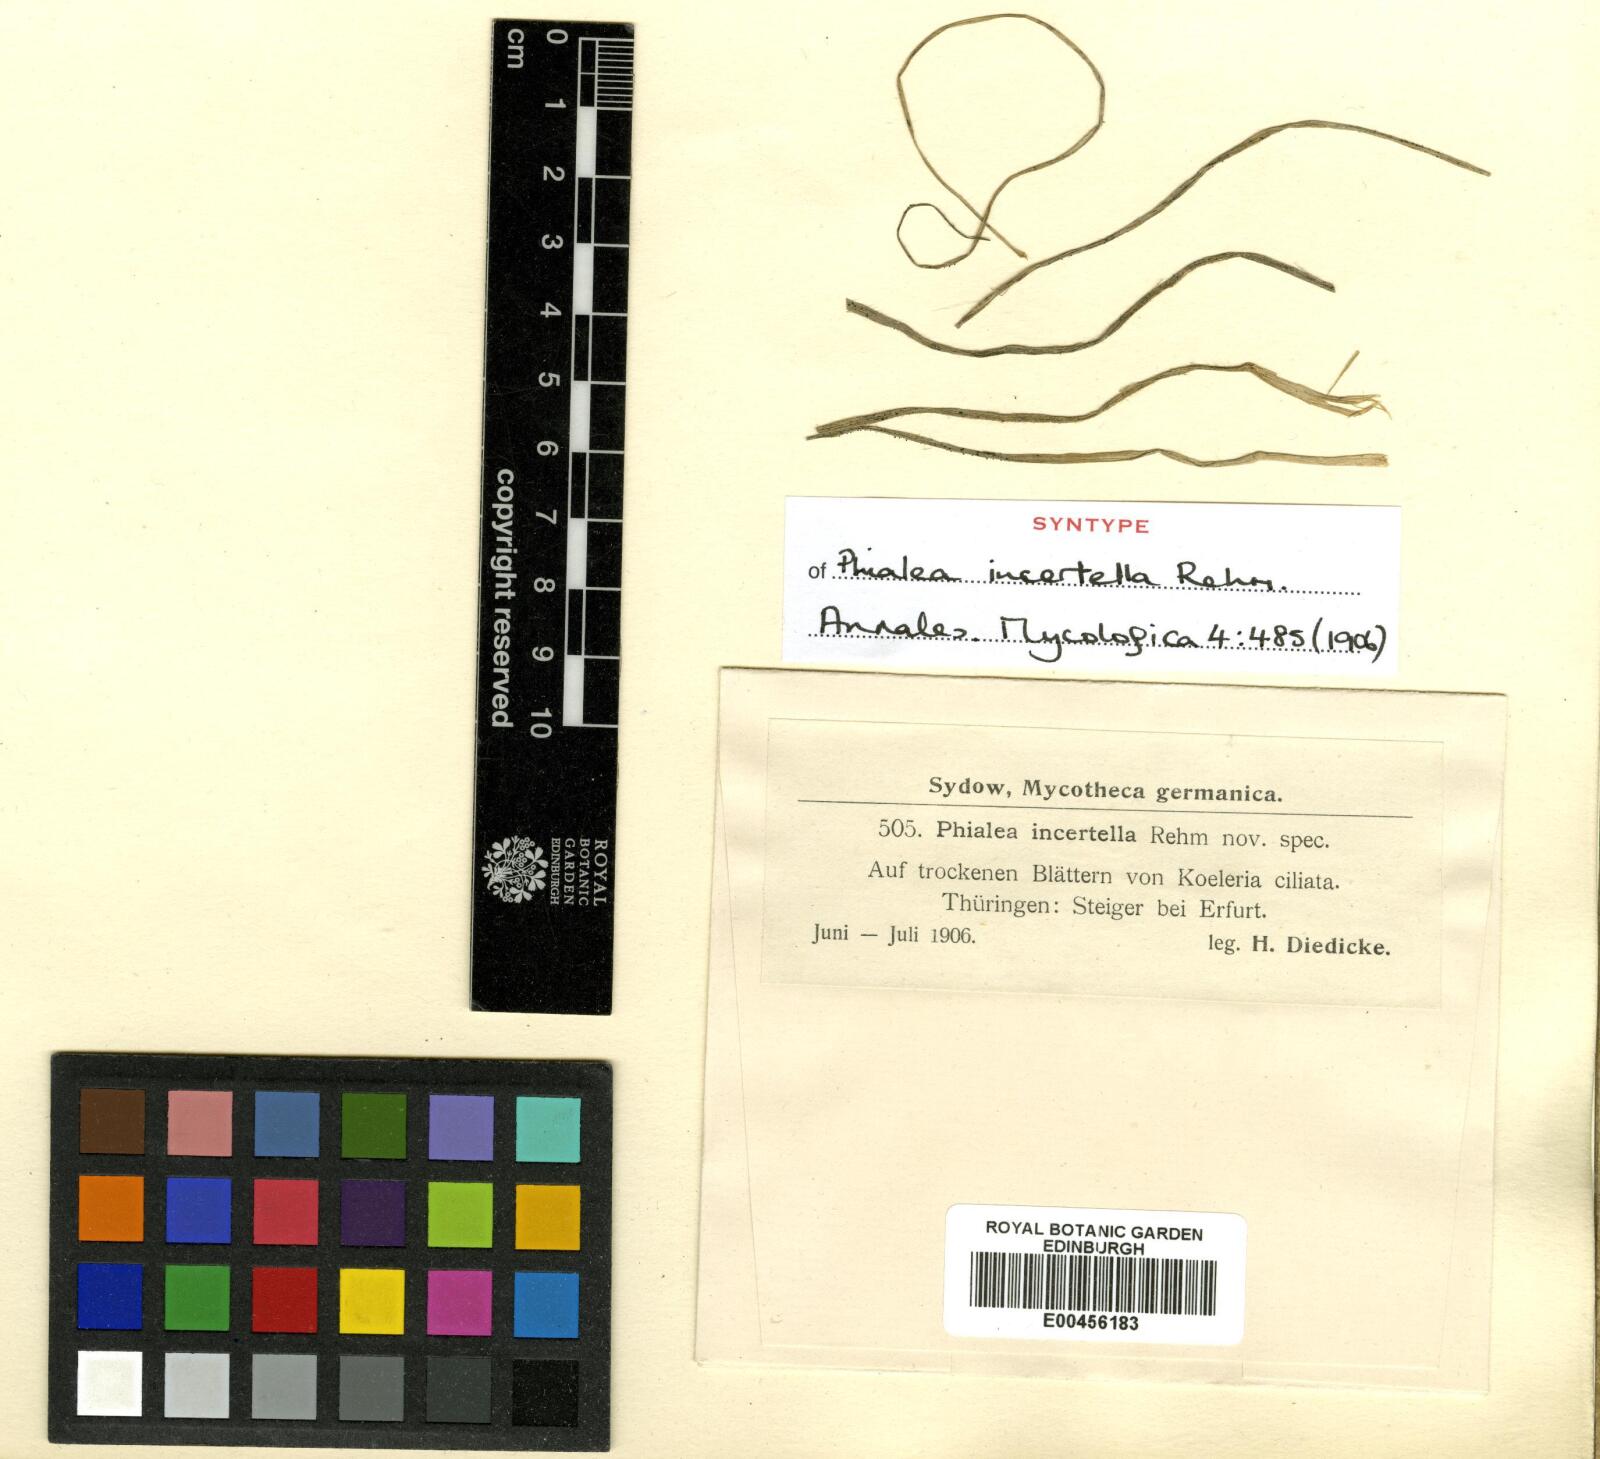 cm
0
1
2
3
4
5
6
7
8
9
10
copyright reserved
ROYAL
BOTANIC
GARDEN
EDINBURGH
SYNTYPE
of Phialea incertella Rehm.
Annales. Mycologica 4:485 (1906)
Sydow, Mycotheca germanica.
505. Phialea incertella Rehm nov. spec.
Auf trockenen Blättern von Koeleria ciliata.
Thüringen: Steiger bei Erfurt.
Juni — Juli 1906. leg. H. Diedicke.
ROYAL BOTANIC GARDEN
EDINBURGH
E00456183